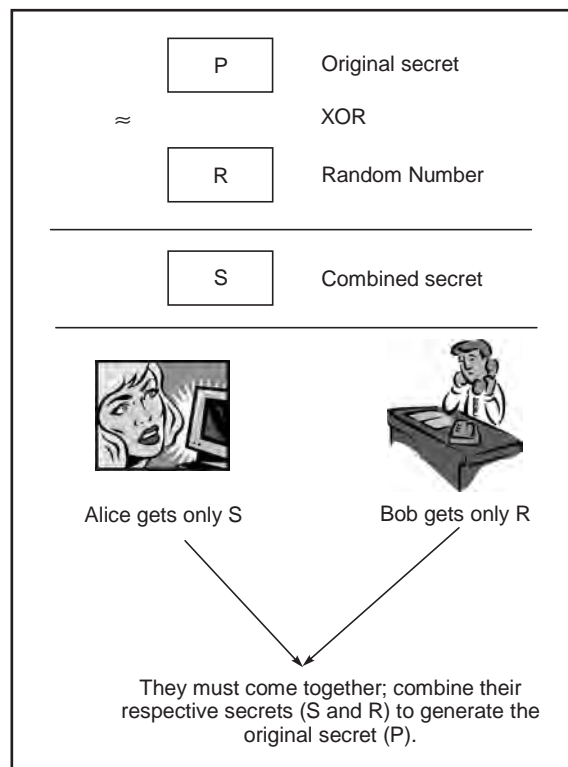 P Original secret
≈ XOR
R Random Number
S Combined secret
Alice gets only S Bob gets only R
They must come together; combine their
respective secrets (S and R) to generate the
original secret (P).